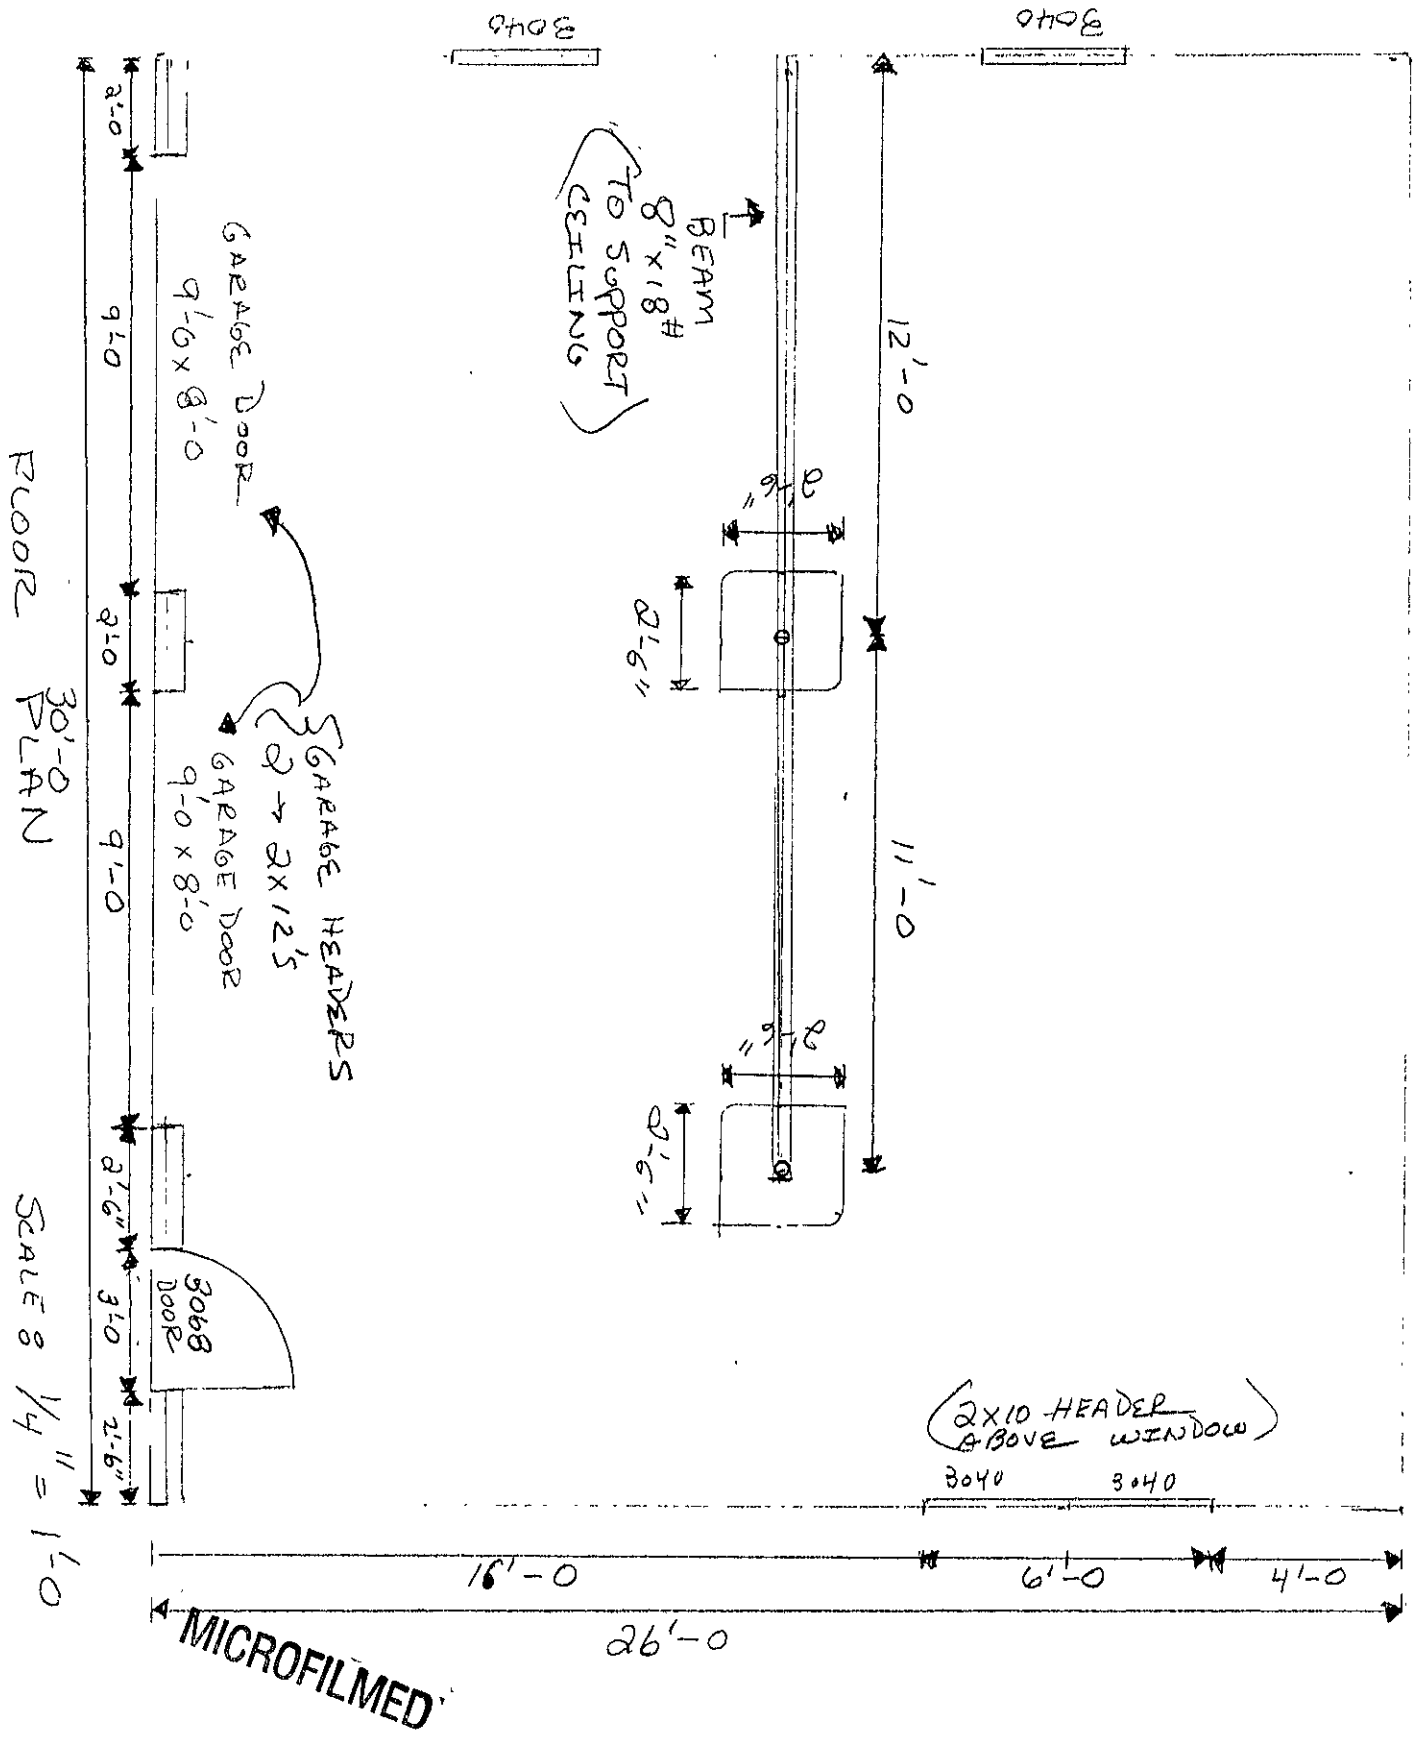 3040
3040
BEAM
8" x 18#
(TO SUPPORT
CEILING)
12'-0
11'-0
2'-6"
2'-6"
2'-6"
2'-6"
GARAGE DOOR
9'-0 x 8'-0
GARAGE HEADERS
2 → 2x12's
GARAGE DOOR
9'-0 x 8'-0
3068
DOOR
2'-0
9'-0
2'-0
9'-0
2'-6"
3'-0
2'-6"
30'-0
FLOOR PLAN
SCALE : 1/4" = 1'-0
(2X10 HEADER
ABOVE WINDOW)
3040 3040
16'-0
6'-0
4'-0
26'-0
MICROFILMED